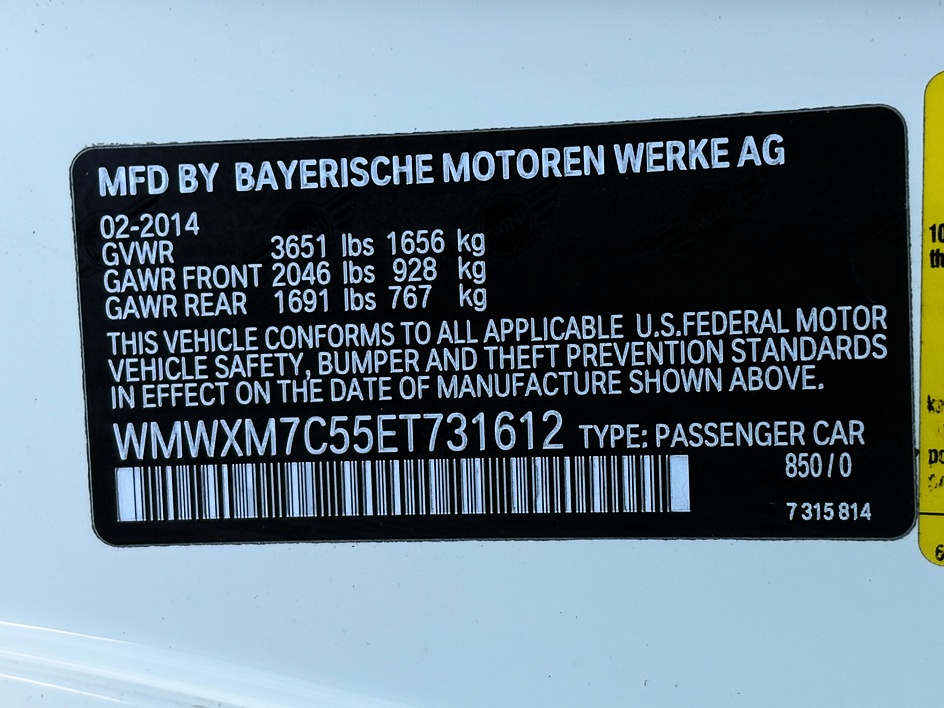 MFD BY BAYERISCHE MOTOREN WERKE AG
02-2014
GVWR 3651 lbs 1656 kg
GAWR FRONT 2046 lbs 928 kg
GAWR REAR 1691 lbs 767 kg
THIS VEHICLE CONFORMS TO ALL APPLICABLE U.S.FEDERAL MOTOR
VEHICLE SAFETY, BUMPER AND THEFT PREVENTION STANDARDS
IN EFFECT ON THE DATE OF MANUFACTURE SHOWN ABOVE.
WMWXM7C55ET731612 TYPE: PASSENGER CAR
850/0
7 315 814
10
th